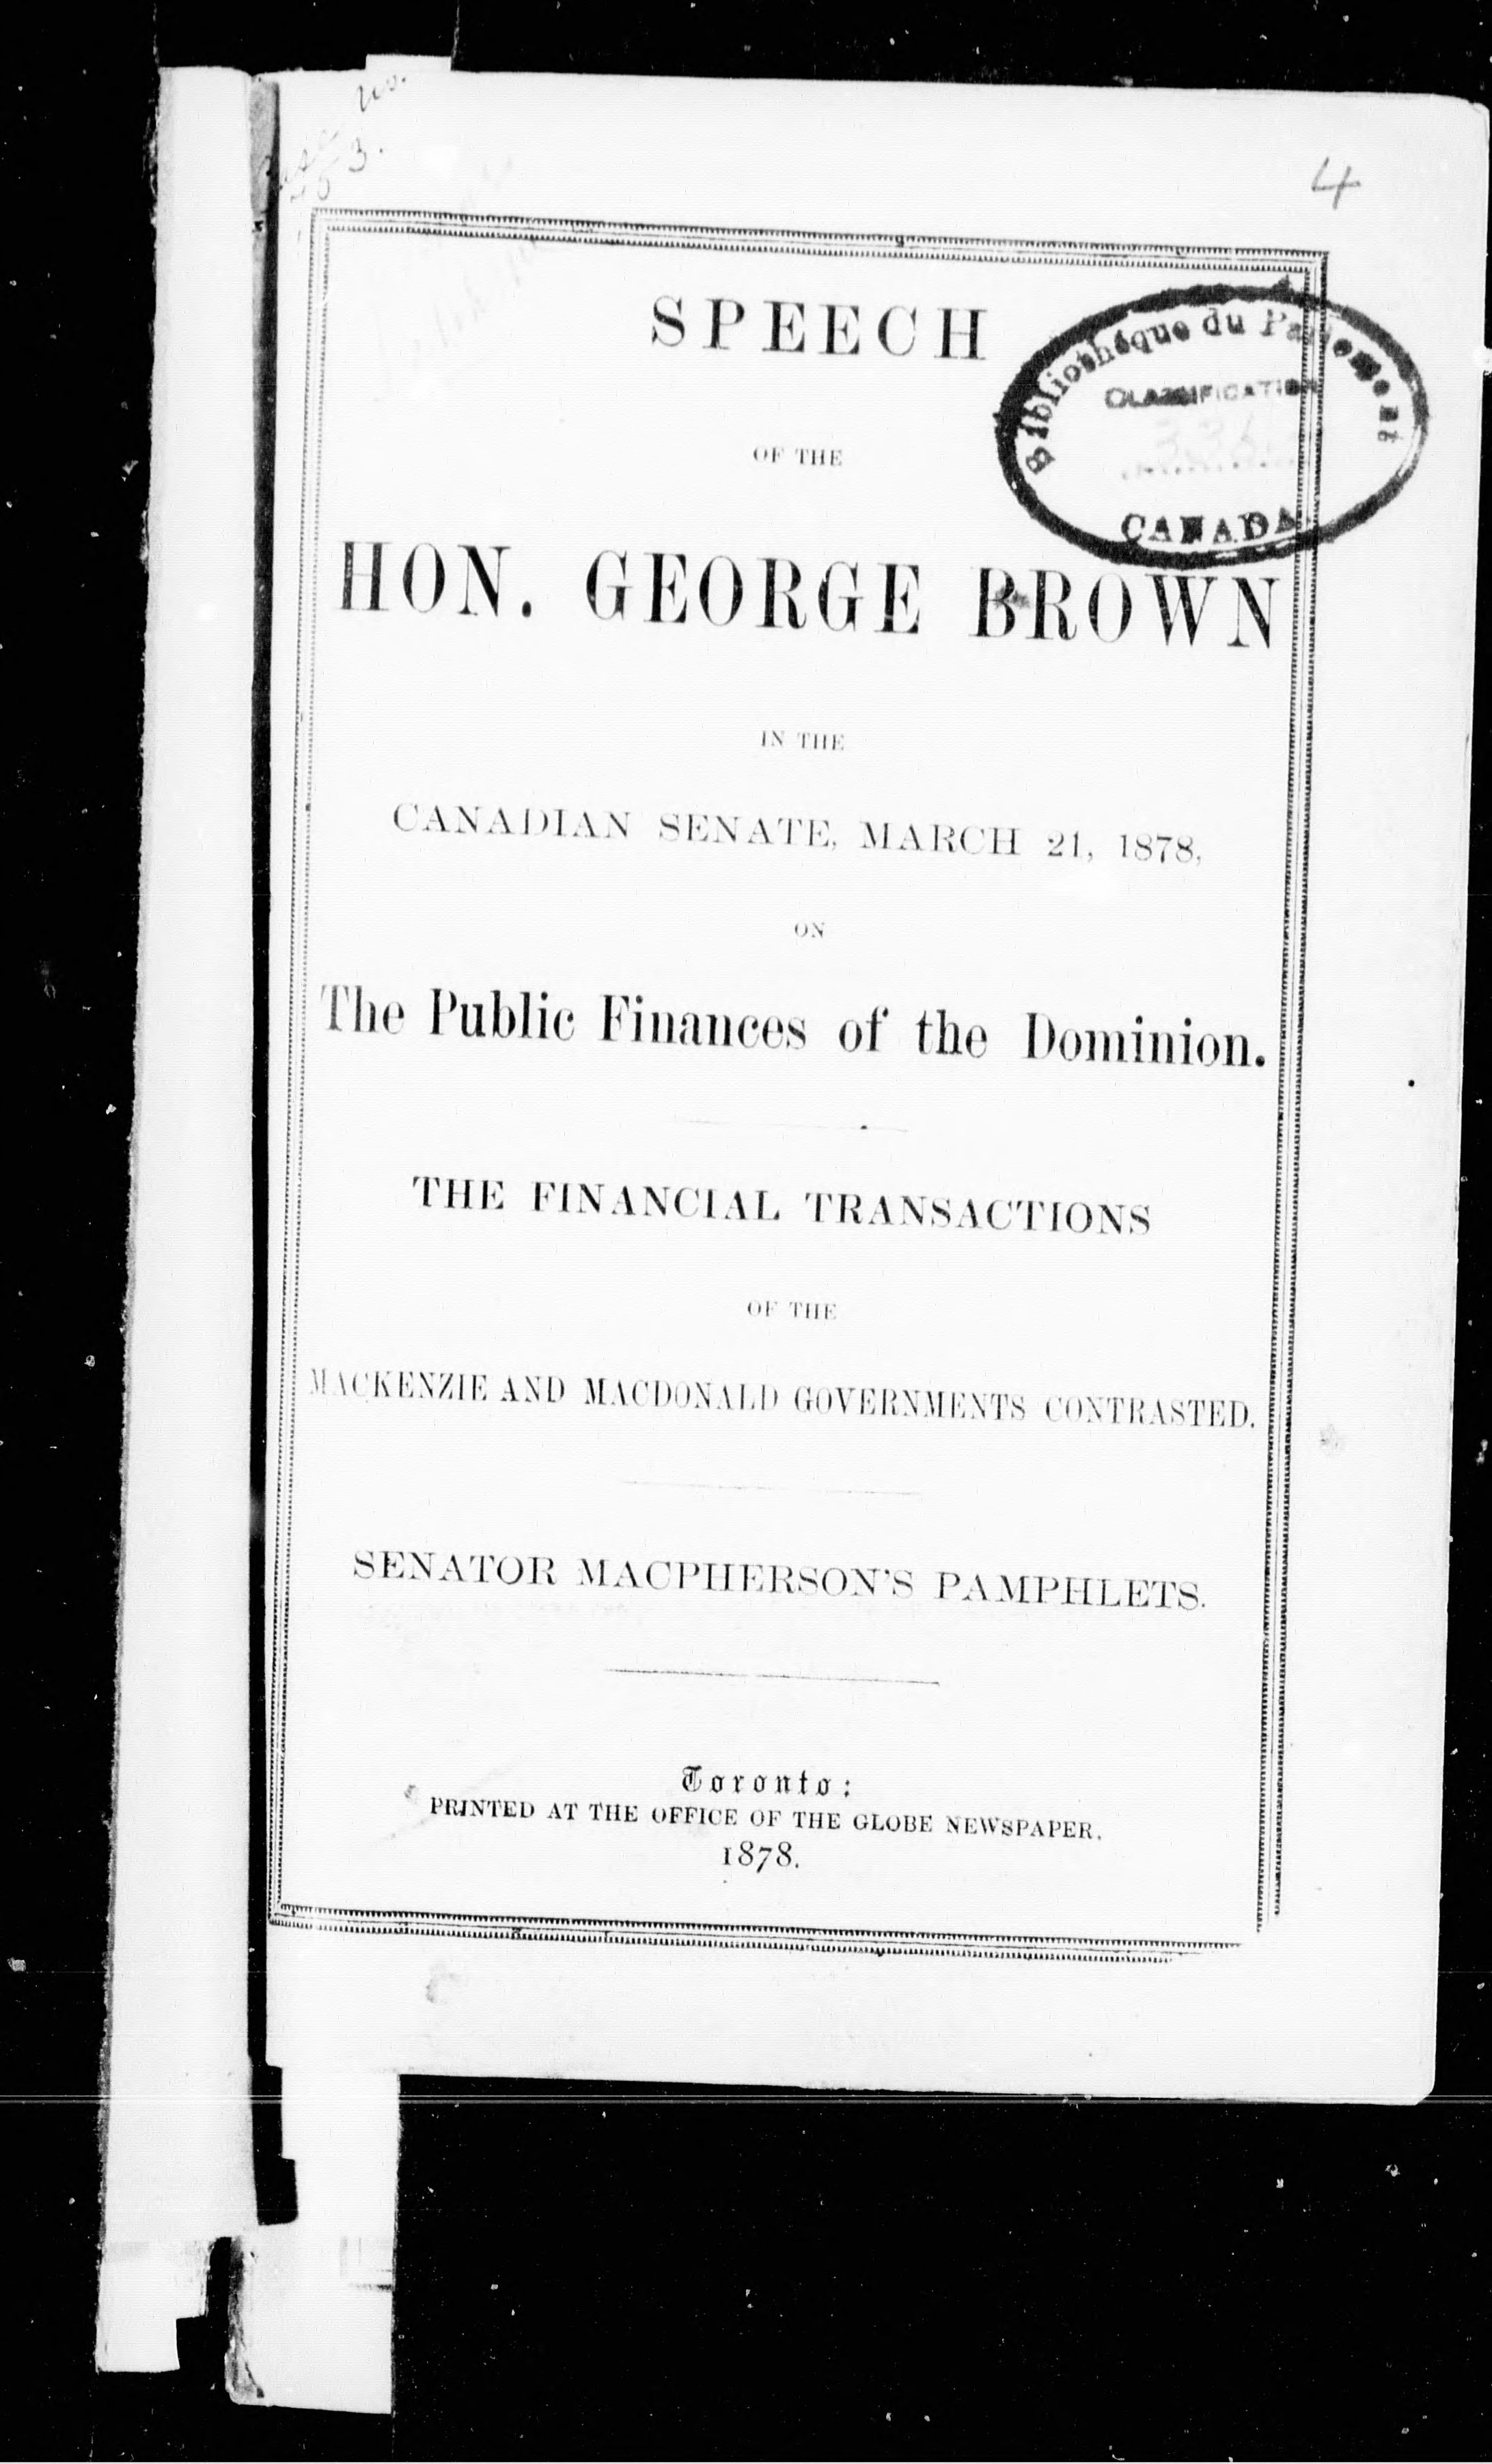 4
SPEECH
OF THE
HON. GEORGE BROWN
IN THE
CANADIAN SENATE, MARCH 21, 1878,
ON
The Public Finances of the Dominion.
THE FINANCIAL TRANSACTIONS
OF THE
MACKENZIE AND MACDONALD GOVERNMENTS CONTRASTED.
SENATOR MACPHERSON'S PAMPHLETS.
Toronto:
PRINTED AT THE OFFICE OF THE GLOBE NEWSPAPER.
1878.
Bibliothéque du Parlement
CLASSIFICATION
CANADA